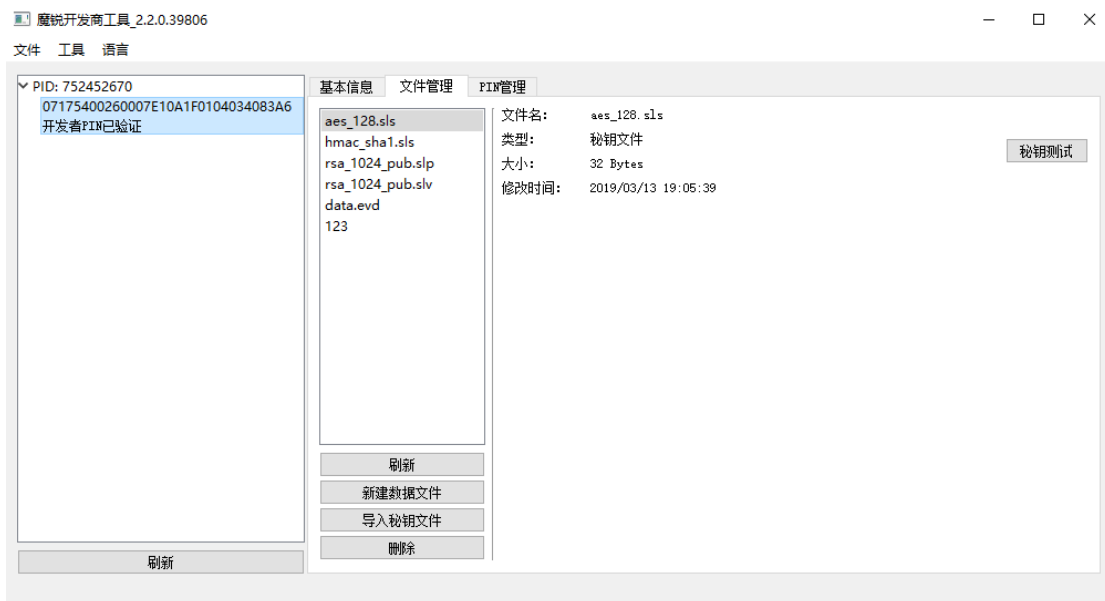 魔锐开发商工具_2.2.0.39806
文件 工具 语言
PID: 752452670
07175400260007E10A1F0104034083A6
开发者PIN已验证
刷新
基本信息 文件管理 PIN管理
aes_128.sls
hmac_sha1.sls
rsa_1024_pub.slp
rsa_1024_pub.slv
data.evd
123
刷新
新建数据文件
导入秘钥文件
删除
文件名: aes_128.sls
类型: 秘钥文件
大小: 32 Bytes
修改时间: 2019/03/13 19:05:39
秘钥测试